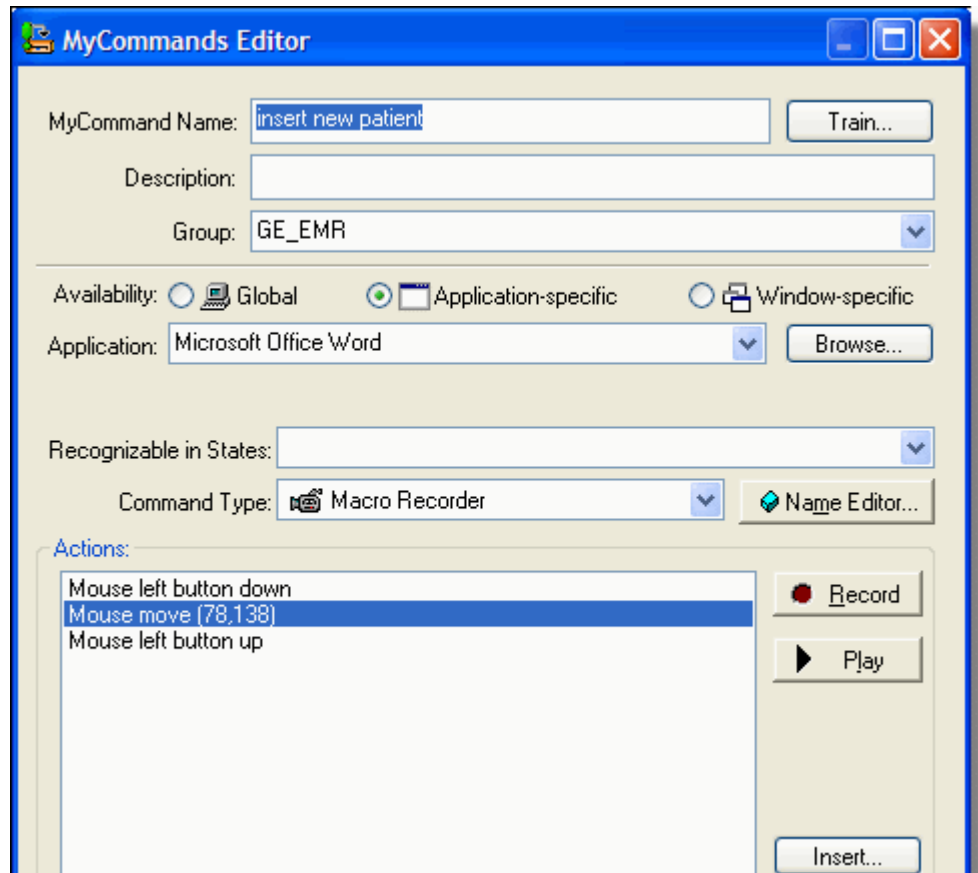 MyCommands Editor
MyCommand Name: insert new patient Train...
Description:
Group: GE_EMR
Availability: Global Application-specific Window-specific
Application: Microsoft Office Word Browse...
Recognizable in States:
Command Type: Macro Recorder Name Editor...
Actions:
Mouse left button down
Mouse move (78,138)
Mouse left button up
Record
Play
Insert...